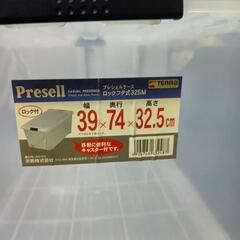 Presell
CASUAL PRESENCE
TENMA
プレシェルケース
ロックフタ式325M
ロック付
幅 奥行 高さ
39×74×32.5cm
移動に便利な
キャスター付です。
天馬株式会社